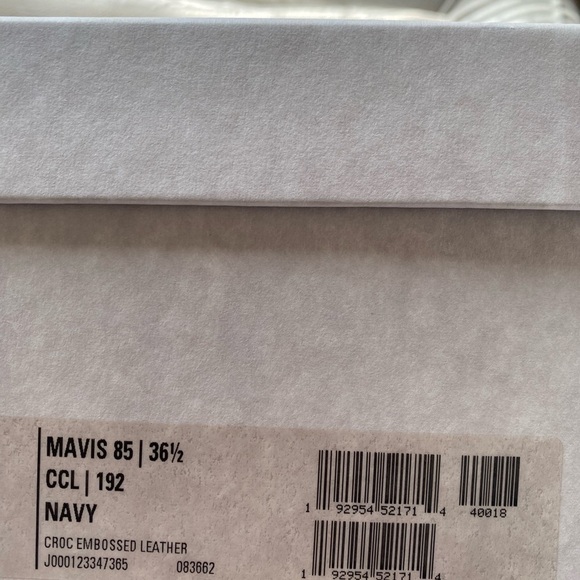 MAVIS 85 | 36½
CCL | 192
NAVY
CROC EMBOSSED LEATHER
J000123347365 083662
1 92954 52171 4 40018
1 92954 52171 4